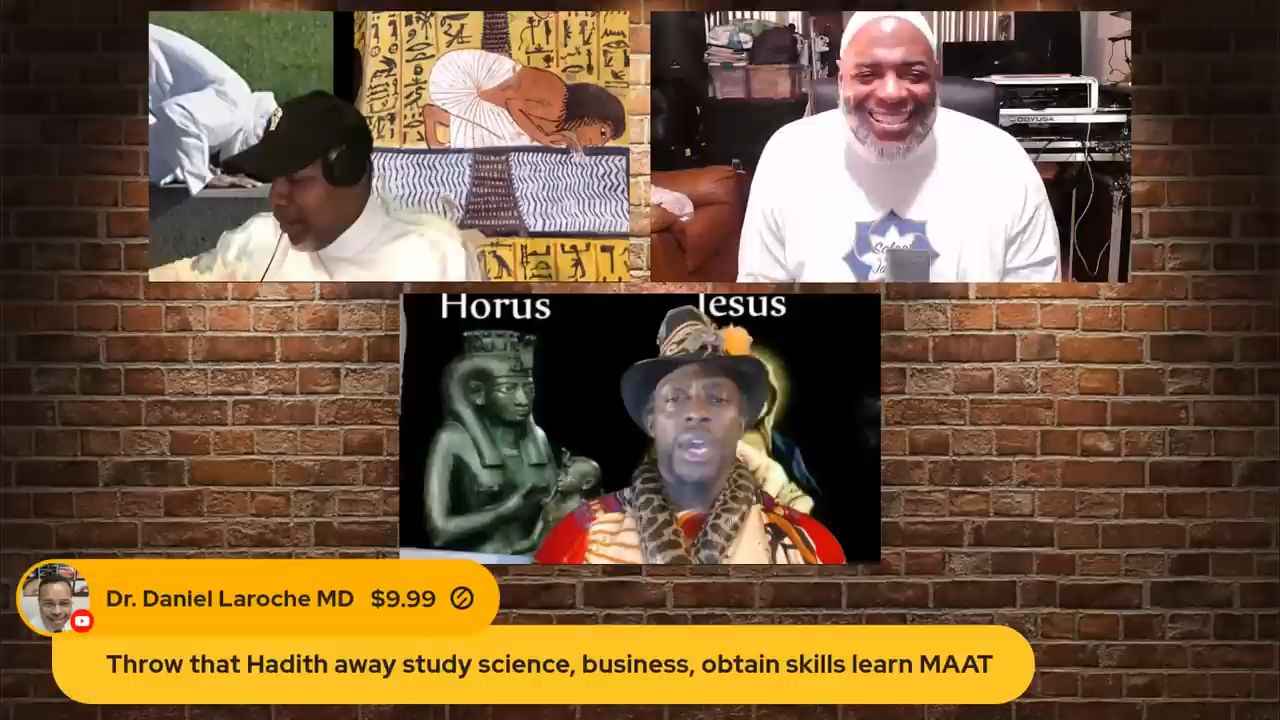 Horus
Jesus
Dr. Daniel Laroche MD $9.99
Throw that Hadith away study science, business, obtain skills learn MAAT